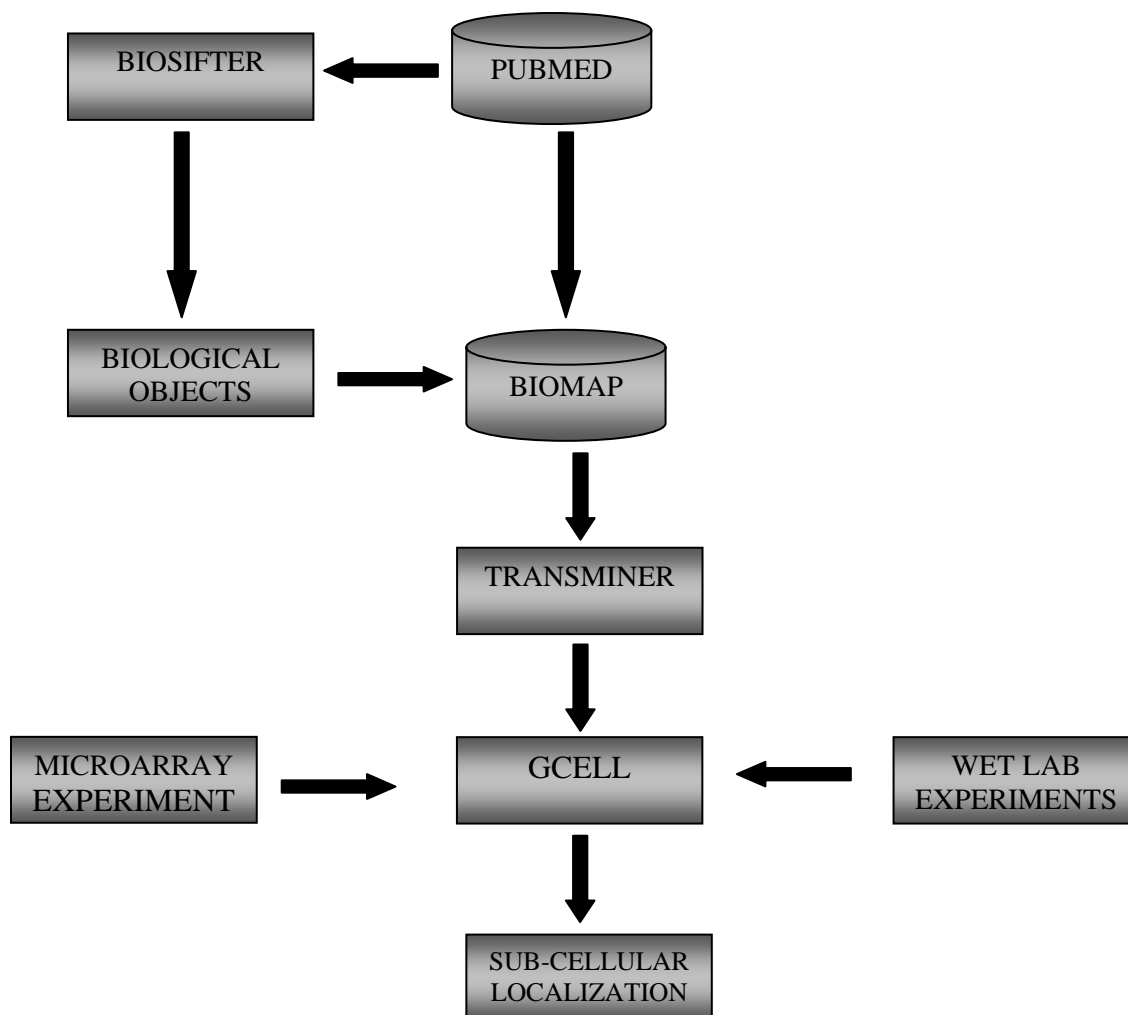 BIOSIFTER
PUBMED
BIOLOGICAL
OBJECTS
BIOMAP
TRANSMINER
MICROARRAY
EXPERIMENT
GCELL
WET LAB
EXPERIMENTS
SUB-CELLULAR
LOCALIZATION